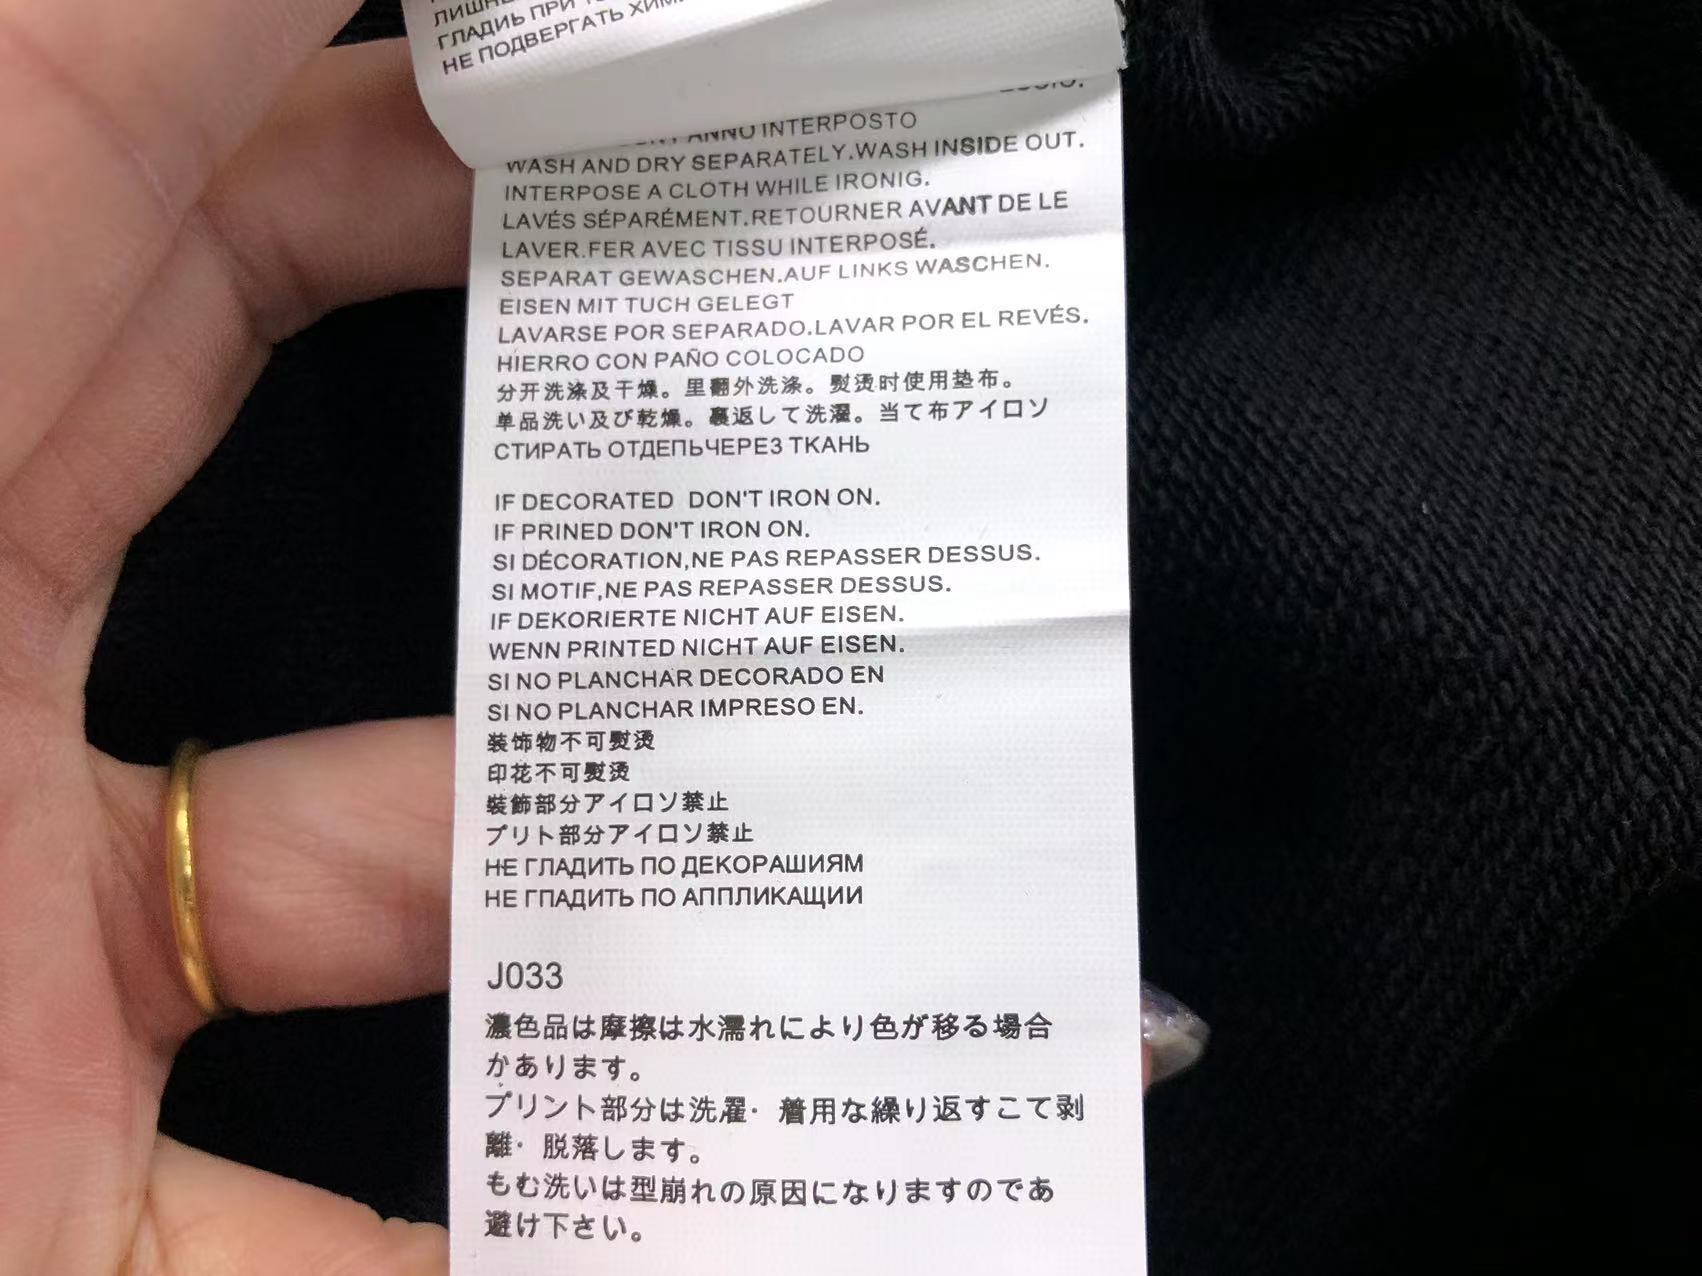 ГЛАДИЬ ПРИ
НЕ ПОДВЕРГАТЬ ХИМ.
INTERPOSTO
WASH AND DRY SEPARATELY.WASH INSIDE OUT.
INTERPOSE A CLOTH WHILE IRONIG.
LAVÉS SÉPARÉMENT.RETOURNER AVANT DE LE
LAVER.FER AVEC TISSU INTERPOSÉ.
SEPARAT GEWASCHEN.AUF LINKS WASCHEN.
EISEN MIT TUCH GELEGT
LAVARSE POR SEPARADO.LAVAR POR EL REVÉS.
HIERRO CON PAÑO COLOCADO
分开洗涤及干燥。里翻外洗涤。熨烫时使用垫布。
单品洗い及び乾燥。裏返して洗濯。当て布アイロソ
СТИРАТЬ ОТДЕПЬЧЕРЕЗ ТКАНЬ
IF DECORATED DON'T IRON ON.
IF PRINED DON'T IRON ON.
SI DÉCORATION,NE PAS REPASSER DESSUS.
SI MOTIF,NE PAS REPASSER DESSUS.
IF DEKORIERTE NICHT AUF EISEN.
WENN PRINTED NICHT AUF EISEN.
SI NO PLANCHAR DECORADO EN
SI NO PLANCHAR IMPRESO EN.
装饰物不可熨烫
印花不可熨烫
裝飾部分アイロソ禁止
プリト部分アイロソ禁止
НЕ ГЛАДИТЬ ПО ДЕКОРАШИЯМ
НЕ ГПАДИТЬ ПО АППЛИКАЩИИ
J033
濃色品は摩擦は水濡れにより色が移る場合
かあります。
プリント部分は洗濯·着用な繰り返すこて剥
離·脱落します。
もむ洗いは型崩れの原因になりますのであ
避け下さい。